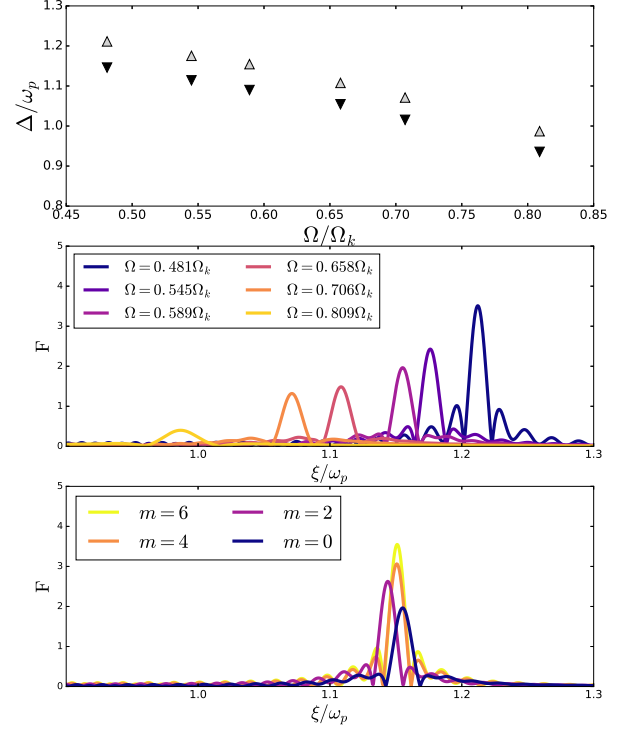 1.3
1.2
1.1
1.0
0.9
0.8
Δ/ω_p
0.45 0.50 0.55 0.60 0.65 0.70 0.75 0.80 0.85
Ω/Ω_k
5
4
3
2
1
0
F
Ω = 0.481Ω_k Ω = 0.658Ω_k
Ω = 0.545Ω_k Ω = 0.706Ω_k
Ω = 0.589Ω_k Ω = 0.809Ω_k
1.0 1.1 1.2 1.3
ξ/ω_p
5
4
3
2
1
0
F
m = 6 m = 2
m = 4 m = 0
1.0 1.1 1.2 1.3
ξ/ω_p